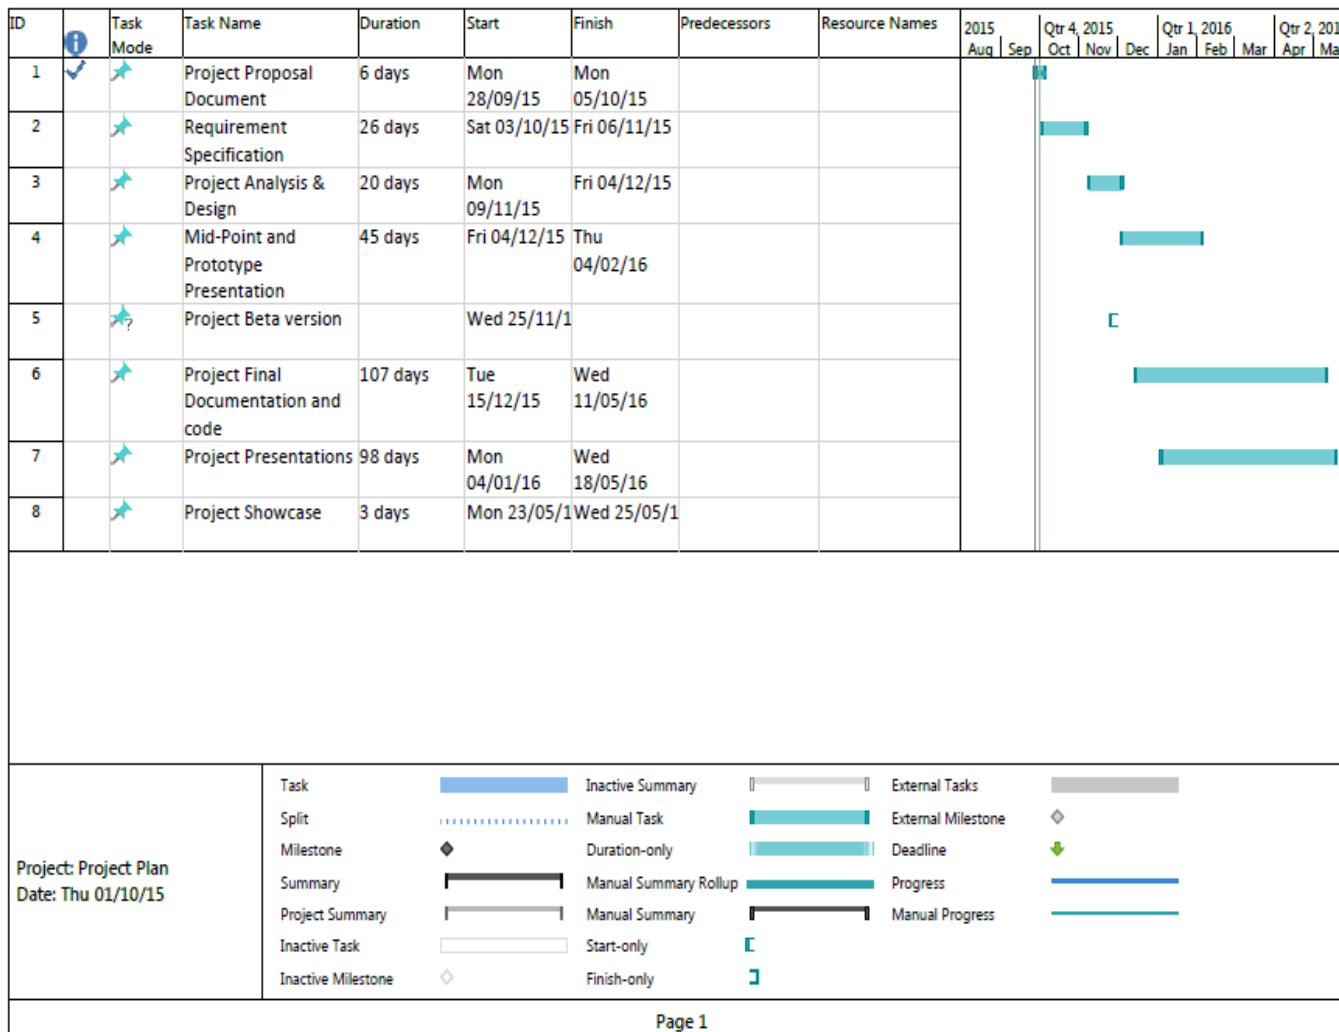 ID Task Mode Task Name Duration Start Finish Predecessors Resource Names
2015 Qtr 4, 2015 Qtr 1, 2016 Qtr 2, 201
Aug Sep Oct Nov Dec Jan Feb Mar Apr Ma
1 Project Proposal 6 days Mon Mon
Document 28/09/15 05/10/15
2 Requirement 26 days Sat 03/10/15 Fri 06/11/15
Specification
3 Project Analysis & 20 days Mon Fri 04/12/15
Design 09/11/15
4 Mid-Point and 45 days Fri 04/12/15 Thu
Prototype 04/02/16
Presentation
5 ? Project Beta version Wed 25/11/1
6 Project Final 107 days Tue Wed
Documentation and 15/12/15 11/05/16
code
7 Project Presentations 98 days Mon Wed
04/01/16 18/05/16
8 Project Showcase 3 days Mon 23/05/1 Wed 25/05/1
Project: Project Plan
Date: Thu 01/10/15
Task Inactive Summary External Tasks
Split Manual Task External Milestone
Milestone Duration-only Deadline
Summary Manual Summary Rollup Progress
Project Summary Manual Summary Manual Progress
Inactive Task Start-only
Inactive Milestone Finish-only
Page 1